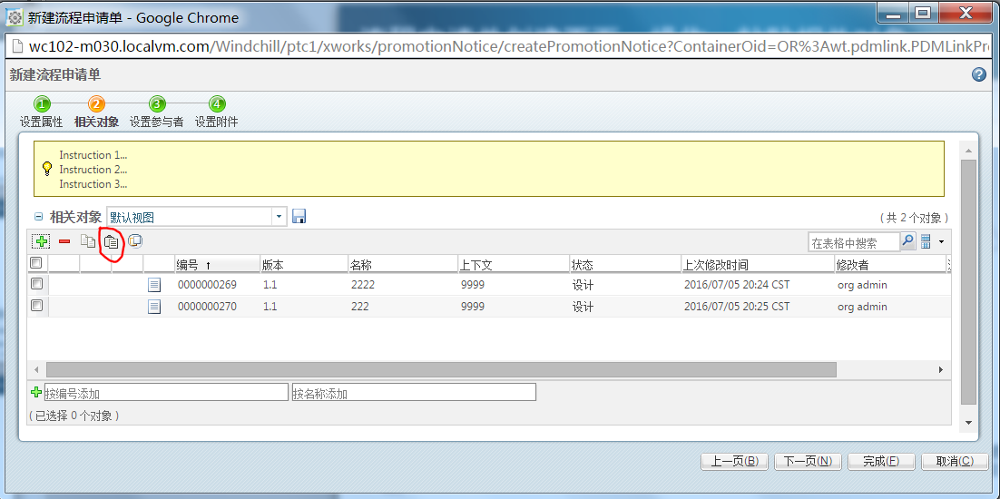 新建流程申请单 - Google Chrome
wc102-m030.localvm.com/Windchill/ptc1/xworks/promotionNotice/createPromotionNotice?ContainerOid=OR%3Awt.pdmlink.PDMLinkPr
新建流程申请单
1 2 3 4
设置属性 相关对象 设置参与者 设置附件
Instruction 1...
Instruction 2...
Instruction 3...
相关对象 默认视图 (共 2 个对象)
在表格中搜索
编号 ↑ 版本 名称 上下文 状态 上次修改时间 修改者
0000000269 1.1 2222 9999 设计 2016/07/05 20:24 CST org admin
0000000270 1.1 222 9999 设计 2016/07/05 20:25 CST org admin
按编号添加 按名称添加
(已选择 0 个对象)
上一页(B) 下一页(N) 完成(F) 取消(C)